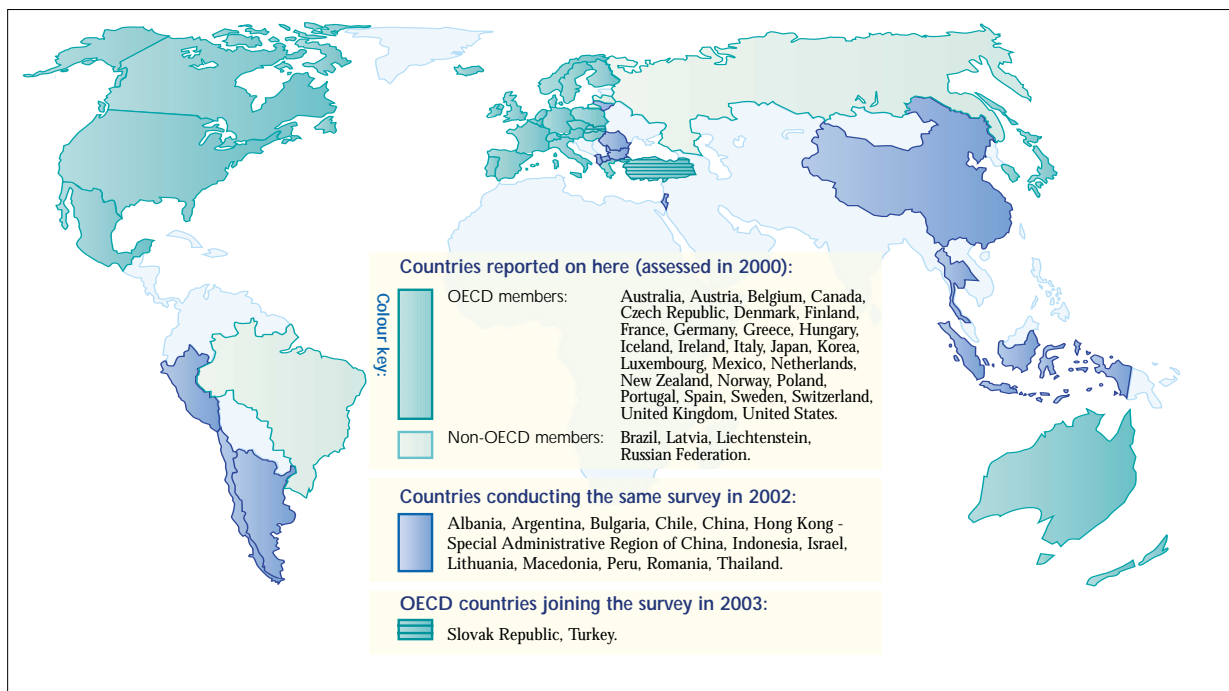 Countries reported on here (assessed in 2000):
Colour key:
OECD members:
Australia, Austria, Belgium, Canada,
Czech Republic, Denmark, Finland,
France, Germany, Greece, Hungary,
Iceland, Ireland, Italy, Japan, Korea,
Luxembourg, Mexico, Netherlands,
New Zealand, Norway, Poland,
Portugal, Spain, Sweden, Switzerland,
United Kingdom, United States.
Non-OECD members:
Brazil, Latvia, Liechtenstein,
Russian Federation.
Countries conducting the same survey in 2002:
Albania, Argentina, Bulgaria, Chile, China, Hong Kong -
Special Administrative Region of China, Indonesia, Israel,
Lithuania, Macedonia, Peru, Romania, Thailand.
OECD countries joining the survey in 2003:
Slovak Republic, Turkey.